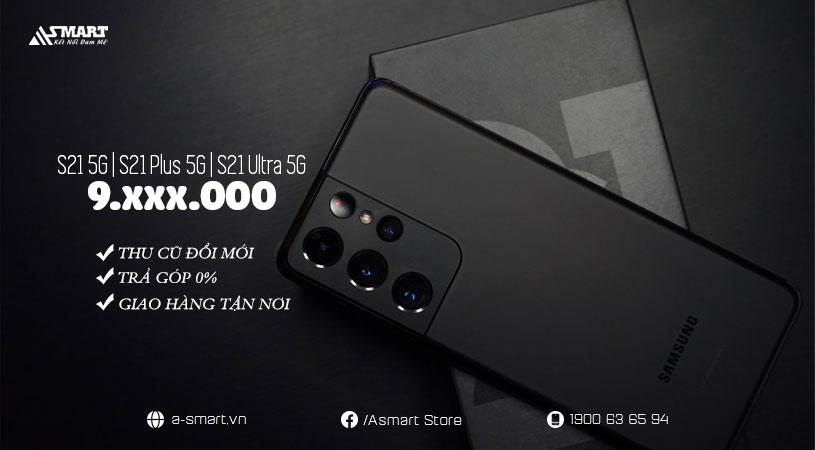 ASMART
Kết Nối Đam Mê
S21 5G | S21 Plus 5G | S21 Ultra 5G
9.xxx.000
THU CŨ ĐỔI MỚI
TRẢ GÓP 0%
GIAO HÀNG TẬN NƠI
21
SAMSUNG
a-smart.vn
/Asmart Store
1900 63 65 94